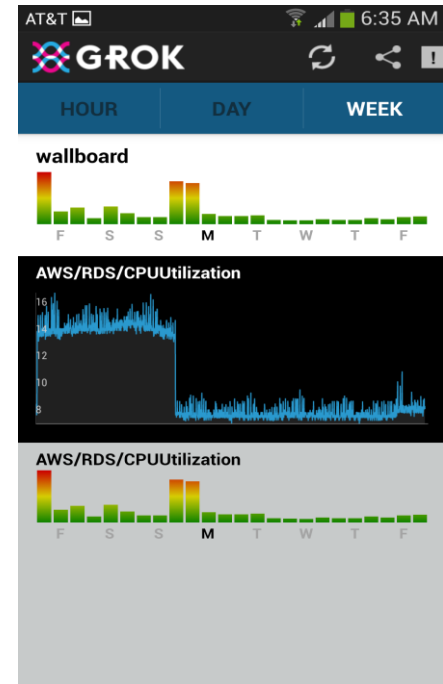 AT&T 6:35 AM
GROK
HOUR DAY WEEK
wallboard
F S S M T W T F
AWS/RDS/CPUUtilization
16
14
12
10
8
AWS/RDS/CPUUtilization
F S S M T W T F